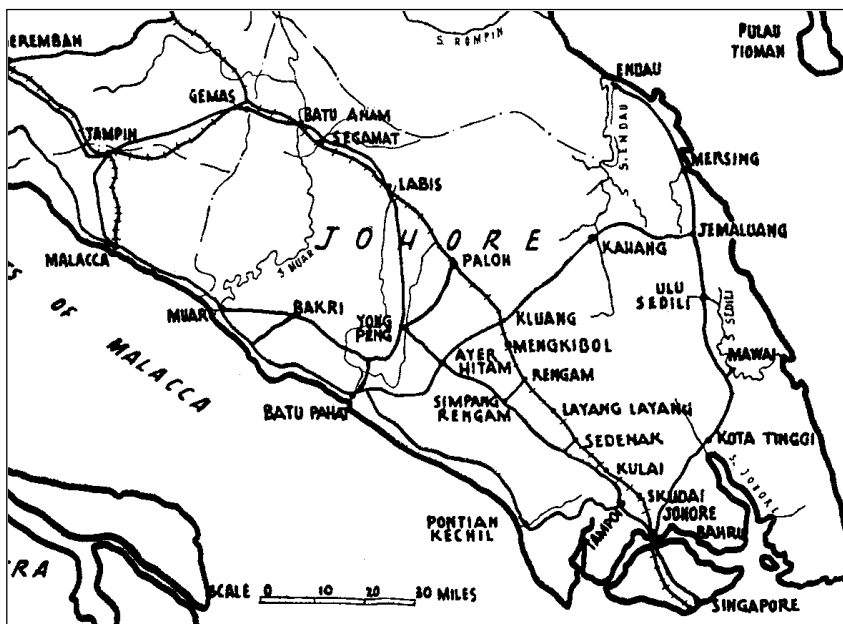 PULAU
TIOMAN
S. ROMPIN
EREMBAH
ENDAU
GEMAS
BATU ANAM
SEGAMAT
TAMPIN
S. ENDAU
MERSING
LABIS
JOHORE
JEMALUANG
KAHANG
PALOH
MALACCA
S. MUAR
ULU
SEDILI
S. SEDILI
MUAR
BAKRI
YONG
PENG
KLUANG
MENGKIBOL
MAWAI
AYER
HITAM
RENGAM
S OF MALACCA
BATU PAHAT
SIMPANG
RENGAM
LAYANG LAYANG
SEDENAK
KOTA TINGGI
KULAI
S. JOHORE
SKUDAI
PONTIAN
KECHIL
TAMPOI
JOHORE
BAHRU
RA
SCALE 0 10 20 30 MILES
SINGAPORE